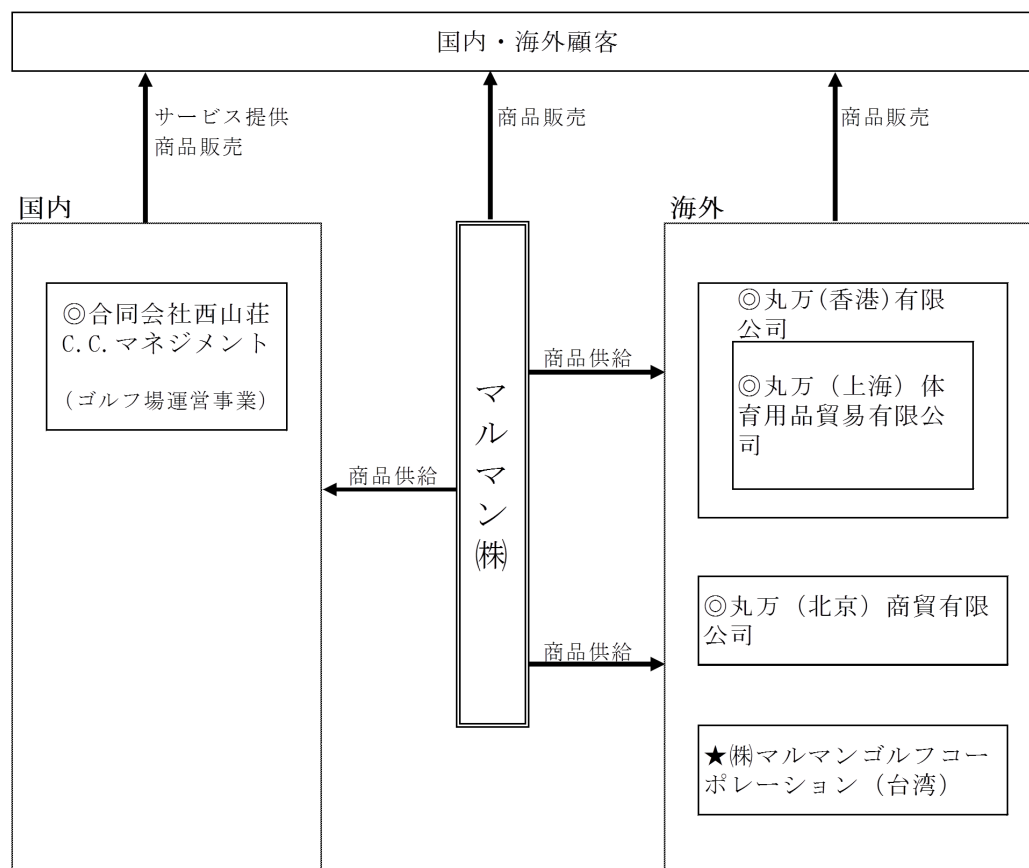 国内・海外顧客
サービス提供
商品販売
商品販売
商品販売
国内
海外
◎合同会社西山荘
C.C.マネジメント
(ゴルフ場運営事業)
マルマン㈱
商品供給
商品供給
商品供給
◎丸万(香港)有限
公司
◎丸万（上海）体
育用品貿易有限公
司
◎丸万（北京）商貿有限
公司
★㈱マルマンゴルフコー
ポレーション（台湾）